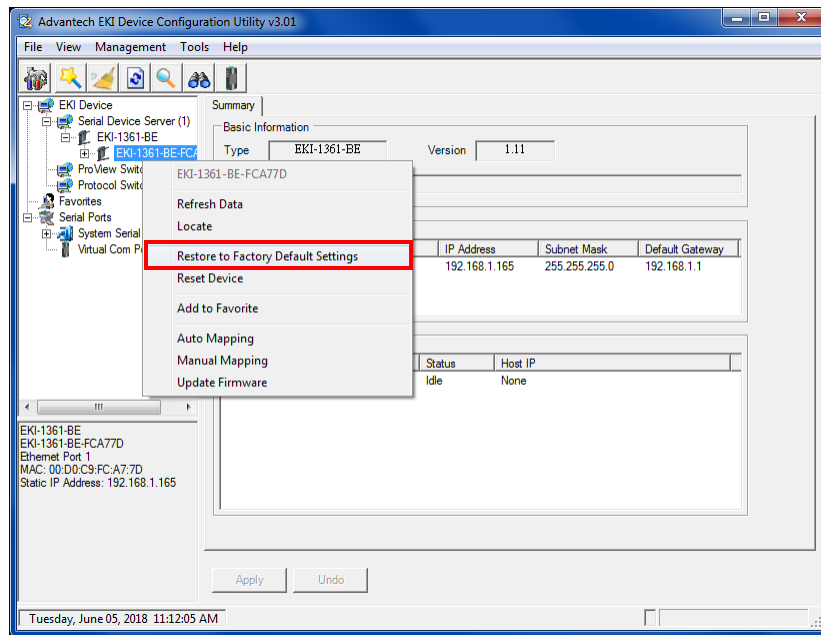 Advantech EKI Device Configuration Utility v3.01
File View Management Tools Help
EKI Device
Serial Device Server (1)
EKI-1361-BE
EKI-1361-BE-FCA
ProView Swit
Protocol Swit
Favorites
Serial Ports
System Serial
Virtual Com P
Summary
Basic Information
Type EKI-1361-BE Version 1.11
EKI-1361-BE-FCA77D
Refresh Data
Locate
Restore to Factory Default Settings
Reset Device
Add to Favorite
Auto Mapping
Manual Mapping
Update Firmware
IP Address Subnet Mask Default Gateway
192.168.1.165 255.255.255.0 192.168.1.1
Status Host IP
Idle None
EKI-1361-BE
EKI-1361-BE-FCA77D
Ethernet Port 1
MAC: 00:D0:C9:FC:A7:7D
Static IP Address: 192.168.1.165
Apply Undo
Tuesday, June 05, 2018 11:12:05 AM